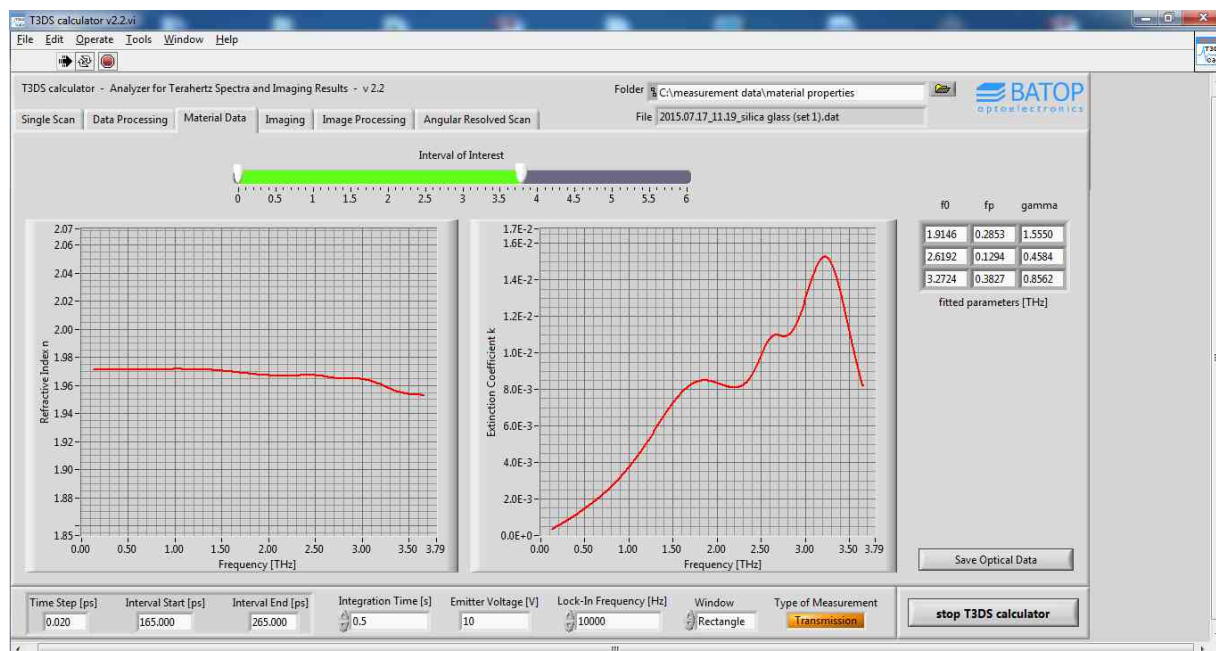 T3DS calculator v2.2.vi
File Edit Operate Tools Window Help
T3DS calculator - Analyzer for Terahertz Spectra and Imaging Results - v 2.2
Folder C:\measurement data\material properties
BATOP
optoelectronics
Single Scan Data Processing Material Data Imaging Image Processing Angular Resolved Scan
File 2015.07.17_11.19_silica glass (set 1).dat
Interval of Interest
0 0.5 1 1.5 2 2.5 3 3.5 4 4.5 5 5.5 6
f0 fp gamma
1.9146 0.2853 1.5550
2.6192 0.1294 0.4584
3.2724 0.3827 0.8562
fitted parameters [THz]
Refractive Index n
2.07
2.06
2.04
2.02
2.00
1.98
1.96
1.94
1.92
1.90
1.88
1.85
0.00 0.50 1.00 1.50 2.00 2.50 3.00 3.50 3.79
Frequency [THz]
Extinction Coefficient k
1.7E-2
1.6E-2
1.4E-2
1.2E-2
1.0E-2
8.0E-3
6.0E-3
4.0E-3
2.0E-3
0.0E+0
0.00 0.50 1.00 1.50 2.00 2.50 3.00 3.50 3.79
Frequency [THz]
Save Optical Data
Time Step [ps] Interval Start [ps] Interval End [ps] Integration Time [s] Emitter Voltage [V] Lock-In Frequency [Hz] Window Type of Measurement
0.020 165.000 265.000 0.5 10 10000 Rectangle Transmission
stop T3DS calculator